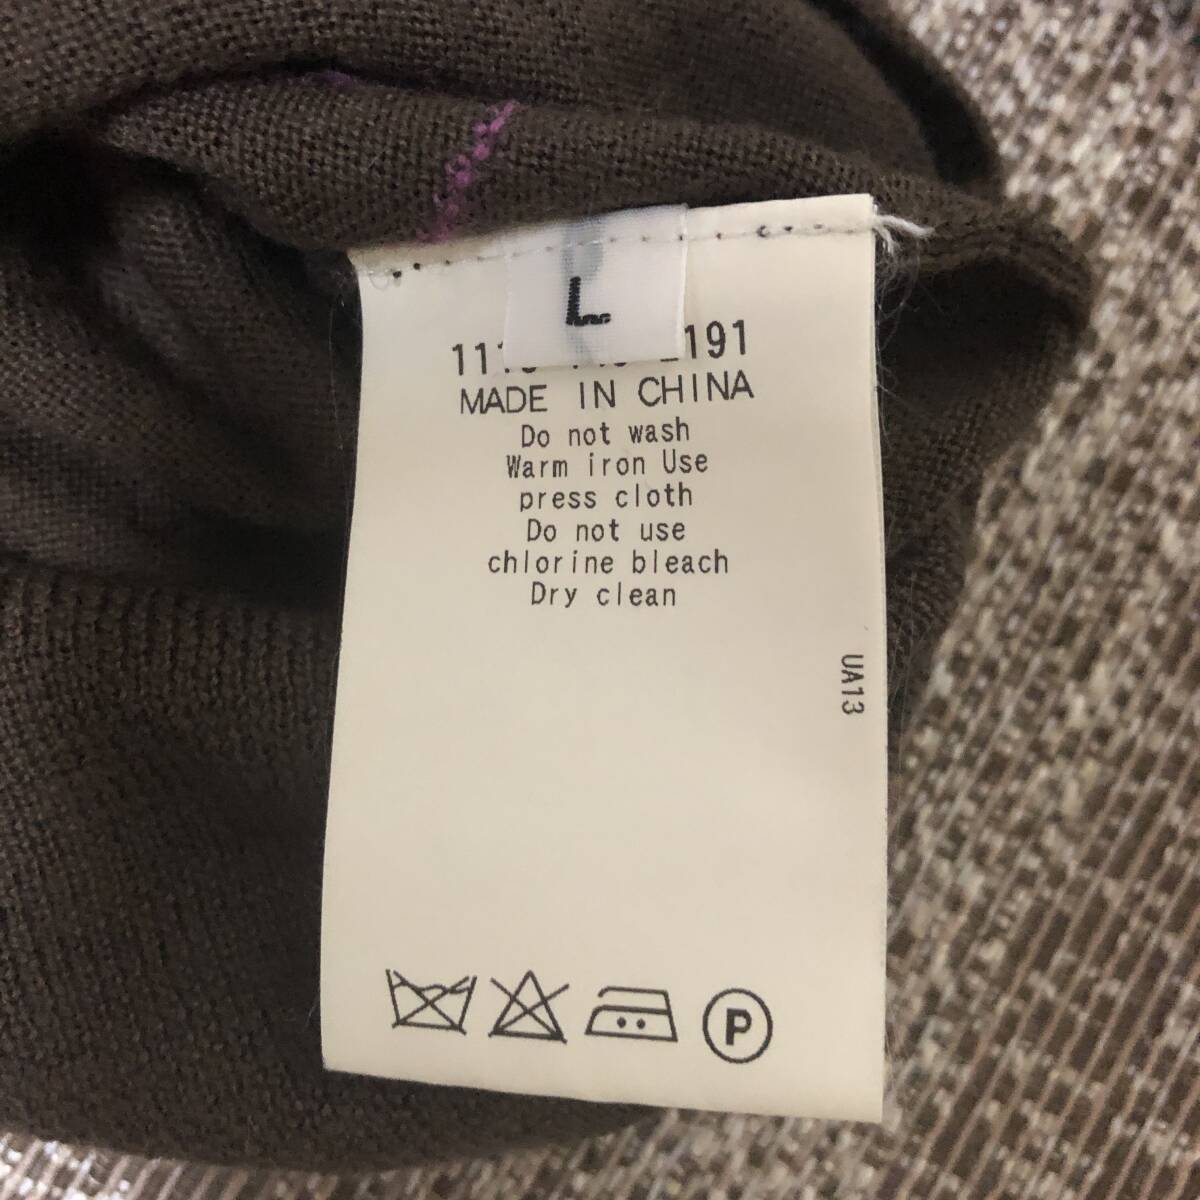 L
191
MADE IN CHINA
Do not wash
Warm iron Use
press cloth
Do not use
chlorine bleach
Dry clean
UA13
P